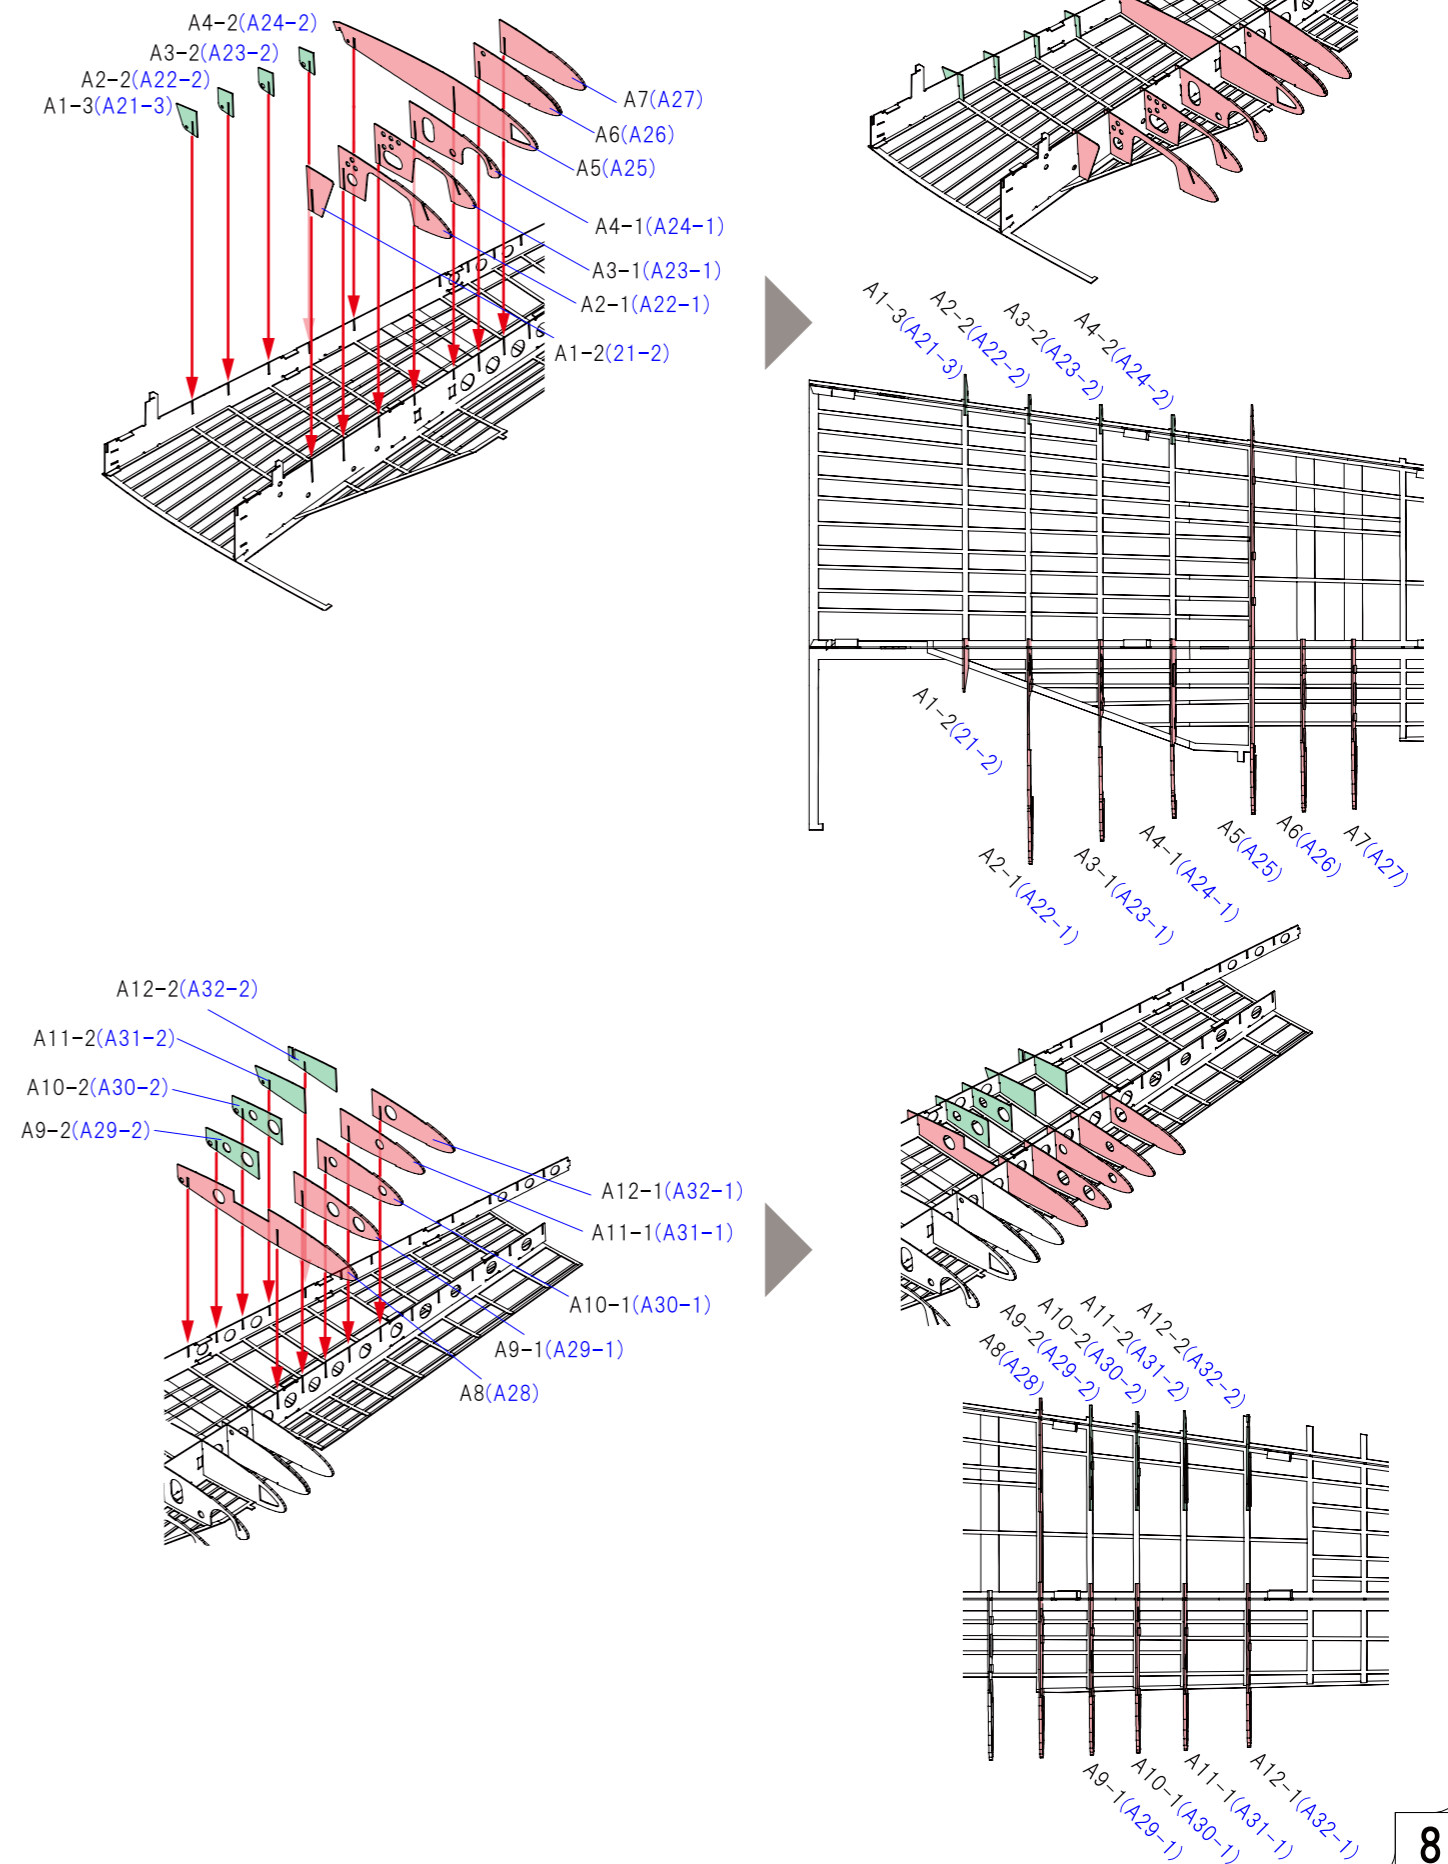 A4-2(A24-2)
A3-2(A23-2)
A2-2(A22-2)
A1-3(A21-3)
A7(A27)
A6(A26)
A5(A25)
A4-1(A24-1)
A3-1(A23-1)
A2-1(A22-1)
A1-2(21-2)
A1-3(A21-3)
A2-2(A22-2)
A3-2(A23-2)
A4-2(A24-2)
A1-2(21-2)
A2-1(A22-1)
A3-1(A23-1)
A4-1(A24-1)
A5(A25)
A6(A26)
A7(A27)
A12-2(A32-2)
A11-2(A31-2)
A10-2(A30-2)
A9-2(A29-2)
A12-1(A32-1)
A11-1(A31-1)
A10-1(A30-1)
A9-1(A29-1)
A8(A28)
A8(A28)
A9-2(A29-2)
A10-2(A30-2)
A11-2(A31-2)
A12-2(A32-2)
A9-1(A29-1)
A10-1(A30-1)
A11-1(A31-1)
A12-1(A32-1)
8